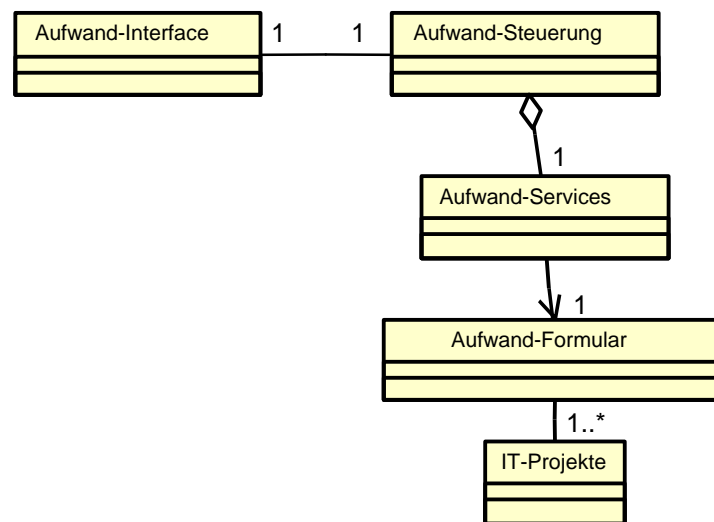 Aufwand-Interface
1 1
Aufwand-Steuerung
1
Aufwand-Services
1
Aufwand-Formular
1..*
IT-Projekte